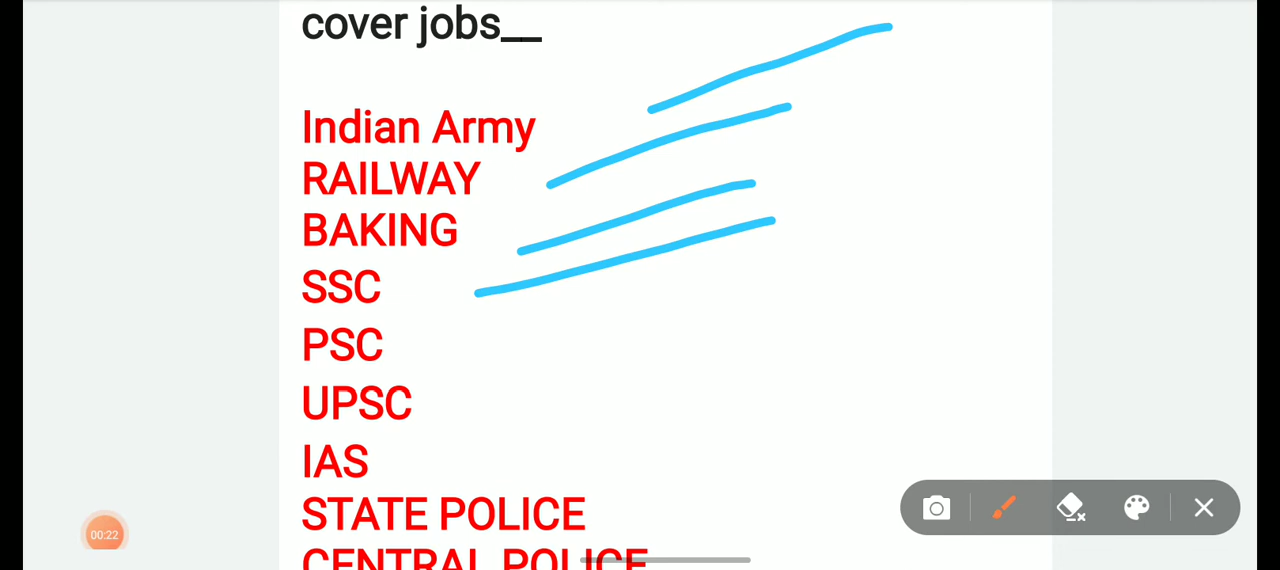 cover jobs__
Indian Army
RAILWAY
BAKING
SSC
PSC
UPSC
IAS
STATE POLICE
CENTRAL POLICE
00:22